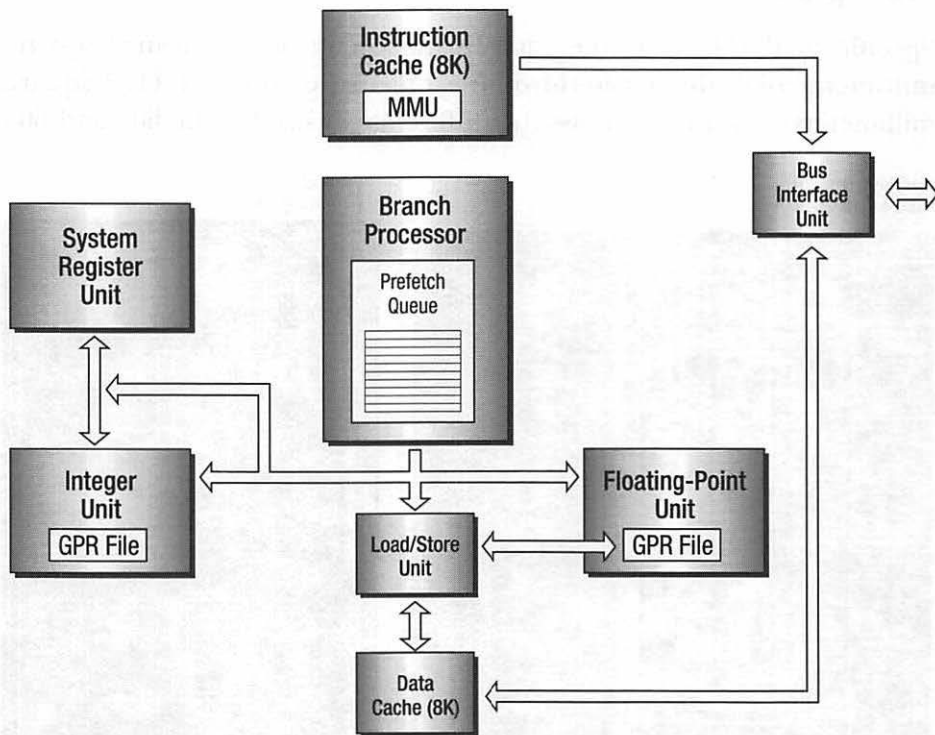 Instruction
Cache (8K)
MMU
Bus
Interface
Unit
Branch
Processor
Prefetch
Queue
System
Register
Unit
Integer
Unit
GPR File
Load/Store
Unit
Floating-Point
Unit
GPR File
Data
Cache (8K)